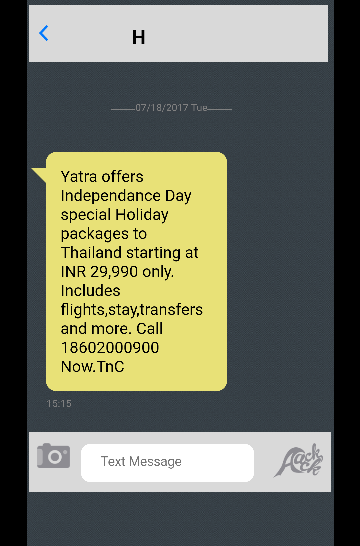 H
07/18/2017 Tue
Yatra offers
Independance Day
special Holiday
packages to
Thailand starting at
INR 29,990 only.
Includes
flights,stay,transfers
and more. Call
18602000900
Now.TnC
15:15
Text Message